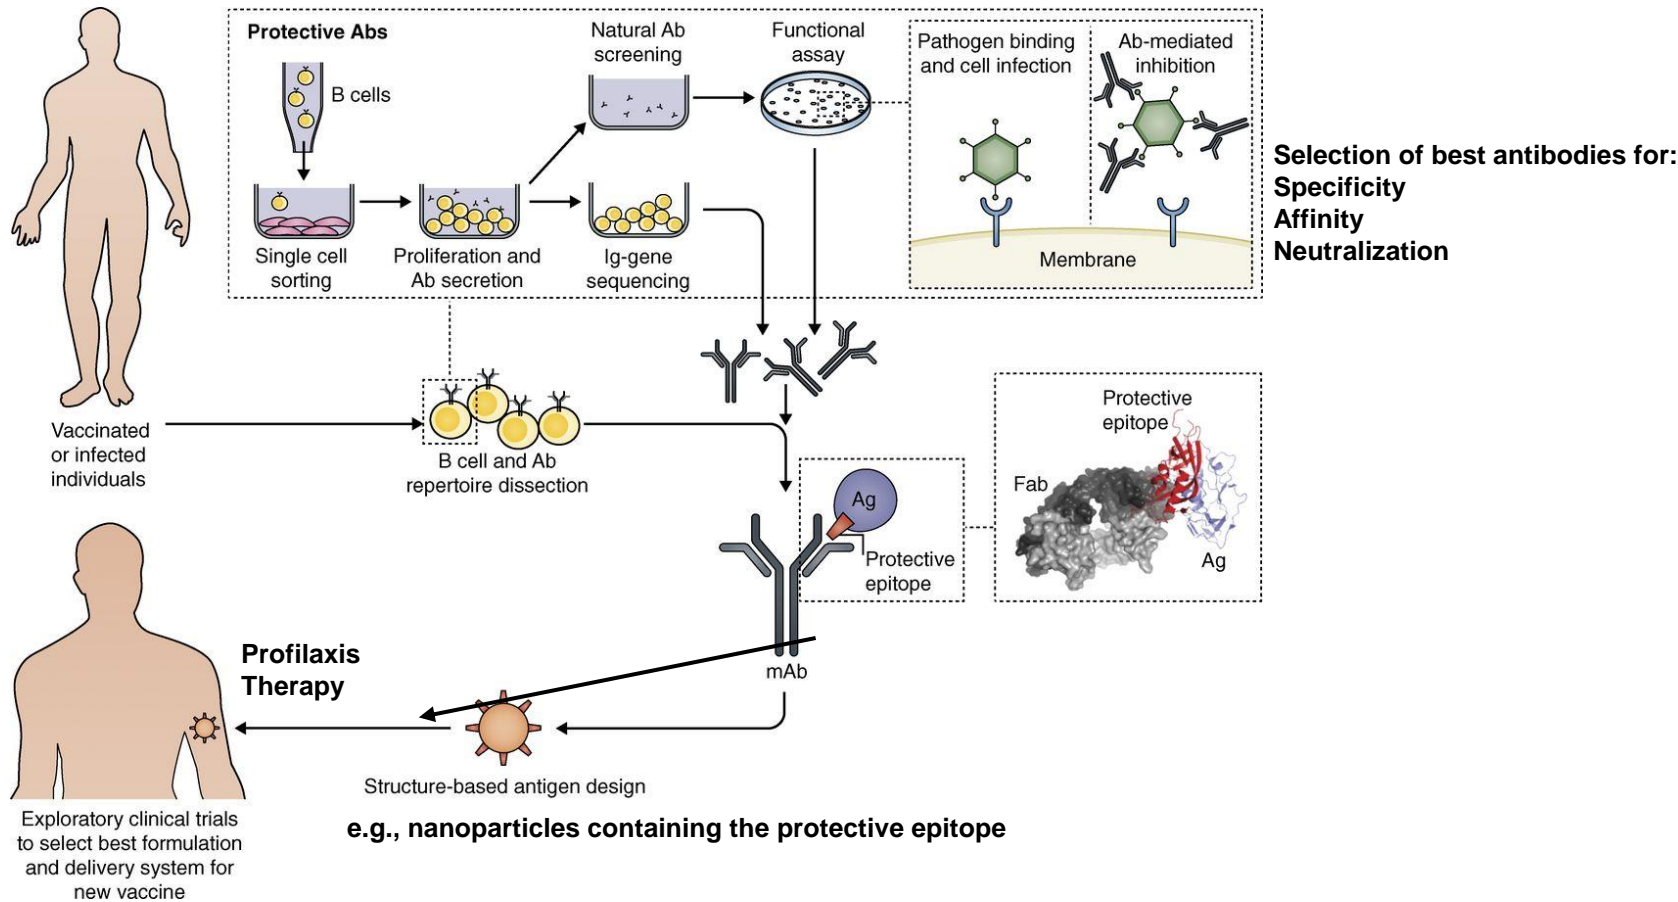 Protective Abs
B cells
Single cell
sorting
Proliferation and
Ab secretion
Natural Ab
screening
Ig-gene
sequencing
Functional
assay
Pathogen binding
and cell infection
Ab-mediated
inhibition
Membrane
Selection of best antibodies for:
Specificity
Affinity
Neutralization
Vaccinated
or infected
individuals
B cell and Ab
repertoire dissection
Ag
Protective
epitope
mAb
Protective
epitope
Fab
Ag
Profilaxis
Therapy
Structure-based antigen design
e.g., nanoparticles containing the protective epitope
Exploratory clinical trials
to select best formulation
and delivery system for
new vaccine